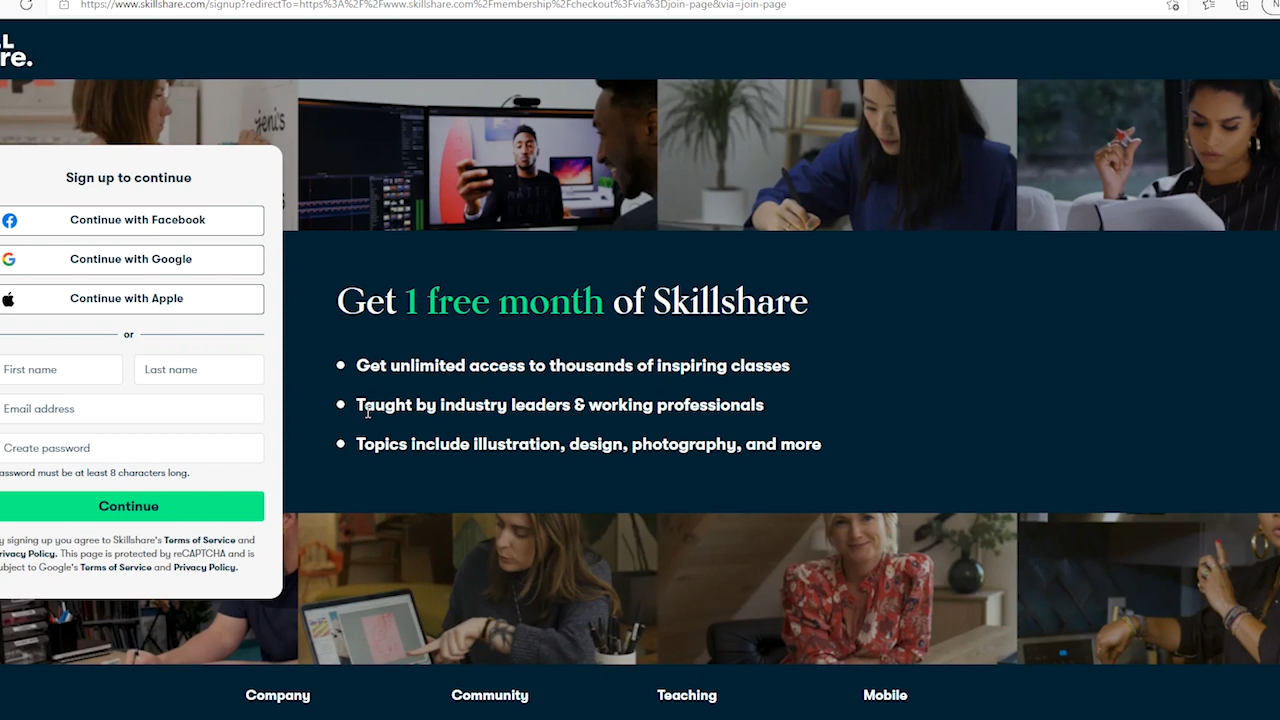 https://www.skillshare.com/signup?redirectTo=https%3A%2F%2Fwww.skillshare.com%2Fmembership%2Fcheckout%3Fvia%3Djoin-page&via=join-page
LL
re.
jeni's
MATTE
Sign up to continue
Continue with Facebook
Continue with Google
Continue with Apple
or
First name
Last name
Email address
Create password
assword must be at least 8 characters long.
Continue
y signing up you agree to Skillshare's Terms of Service and
rivacy Policy. This page is protected by reCAPTCHA and is
ubject to Google's Terms of Service and Privacy Policy.
Get 1 free month of Skillshare
Get unlimited access to thousands of inspiring classes
Taught by industry leaders & working professionals
Topics include illustration, design, photography, and more
Company
Community
Teaching
Mobile